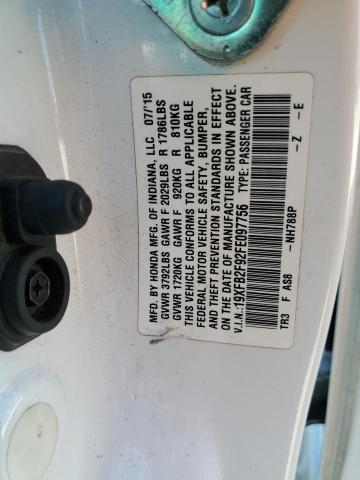 MFD. BY HONDA MFG. OF INDIANA, LLC 07/15
GVWR 3792LBS GAWR F 2029LBS R 1786LBS
GVWR 1720KG GAWR F 920KG R 810KG
THIS VEHICLE CONFORMS TO ALL APPLICABLE
FEDERAL MOTOR VEHICLE SAFETY, BUMPER,
AND THEFT PREVENTION STANDARDS IN EFFECT
ON THE DATE OF MANUFACTURE SHOWN ABOVE.
V.I.N.:19XFB2F92FE097756 TYPE: PASSENGER CAR
TR3 F AS8 -NH788P -Z -E